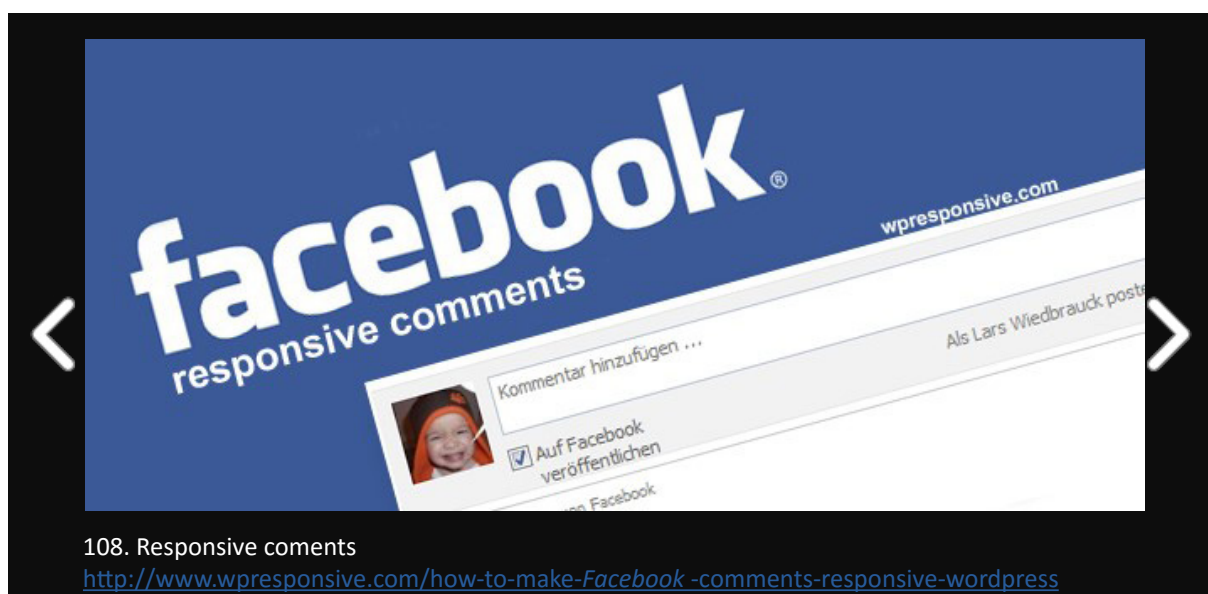 facebook®
responsive comments
wpresponsive.com
Kommentar hinzufügen ...
Als Lars Wiedbrauck poste
Auf Facebook
veröffentlichen
Facebook
108. Responsive coments
http://www.wpresponsive.com/how-to-make-Facebook -comments-responsive-wordpress